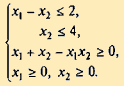 x₁ − x₂ ≤ 2,
x₂ ≤ 4,
x₁ + x₂ − x₁x₂ ≥ 0,
x₁ ≥ 0, x₂ ≥ 0.